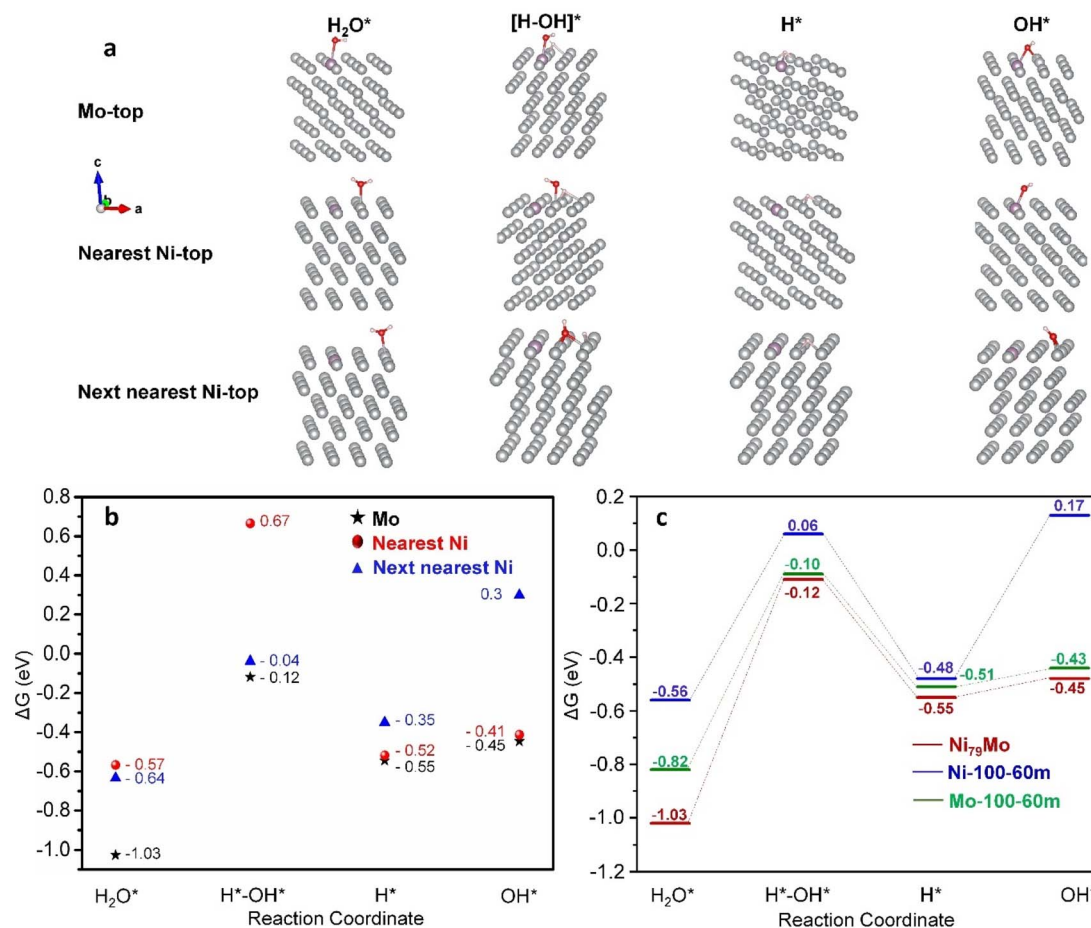 a
H₂O*
[H-OH]*
H*
OH*
Mo-top
c
b
a
Nearest Ni-top
Next nearest Ni-top
b
ΔG (eV)
0.8
0.6
0.4
0.2
0.0
-0.2
-0.4
-0.6
-0.8
-1.0
★ Mo
Nearest Ni
▲ Next nearest Ni
0.67
0.3
- 0.04
- 0.12
- 0.35
- 0.41
- 0.45
- 0.52
- 0.55
- 0.57
- 0.64
-1.03
H₂O*
H*-OH*
H*
OH*
Reaction Coordinate
c
ΔG (eV)
0.2
0.0
-0.2
-0.4
-0.6
-0.8
-1.0
-1.2
0.17
0.06
-0.10
-0.12
-0.48
-0.51
-0.55
-0.43
-0.45
-0.56
-0.82
-1.03
Ni₇₉Mo
Ni-100-60m
Mo-100-60m
H₂O*
H*-OH*
H*
OH*
Reaction Coordinate